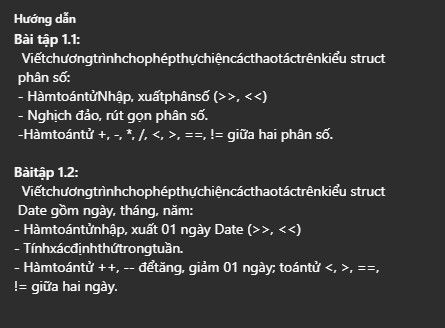 Hướng dẫn
Bài tập 1.1:
Viếtchươngtrìnhchophépthựchiệncácthaotáctrênkiểu struct
phân số:
- HàmtoántửNhập, xuấtphânsố (>>, <<)
- Nghịch đảo, rút gọn phân số.
-Hàmtoántử +, -, *, /, <, >, ==, != giữa hai phân số.
Bàitập 1.2:
Viếtchươngtrìnhchophépthựchiệncácthaotáctrênkiểu struct
Date gồm ngày, tháng, năm:
- Hàmtoántửnhập, xuất 01 ngày Date (>>, <<)
- Tínhxácđịnhthứtrongtuần.
- Hàmtoántử ++, -- đểtăng, giảm 01 ngày; toántử <, >, ==,
!= giữa hai ngày.